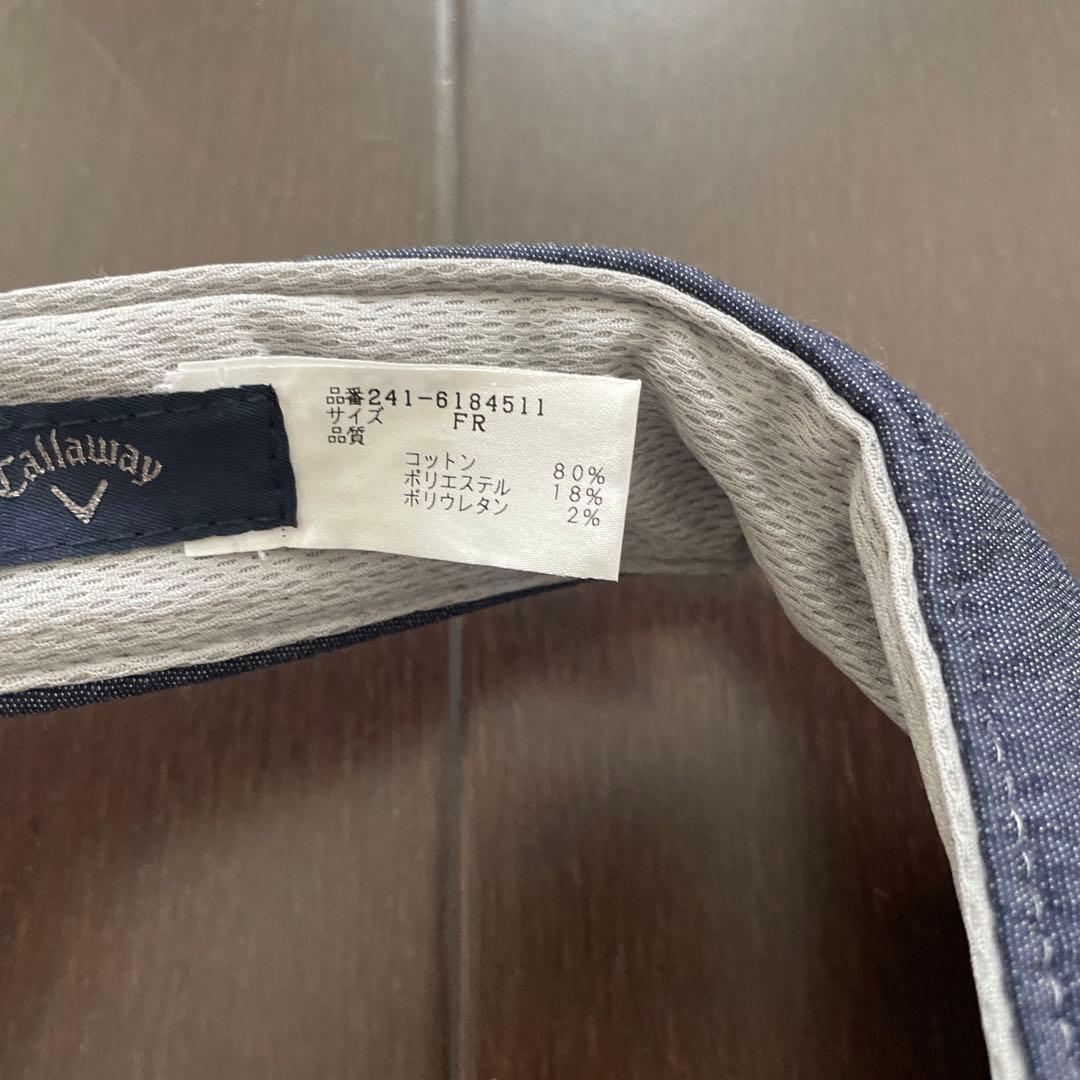 Callaway
品番241-6184511
サイズ FR
品質
コットン 80%
ポリエステル 18%
ポリウレタン 2%